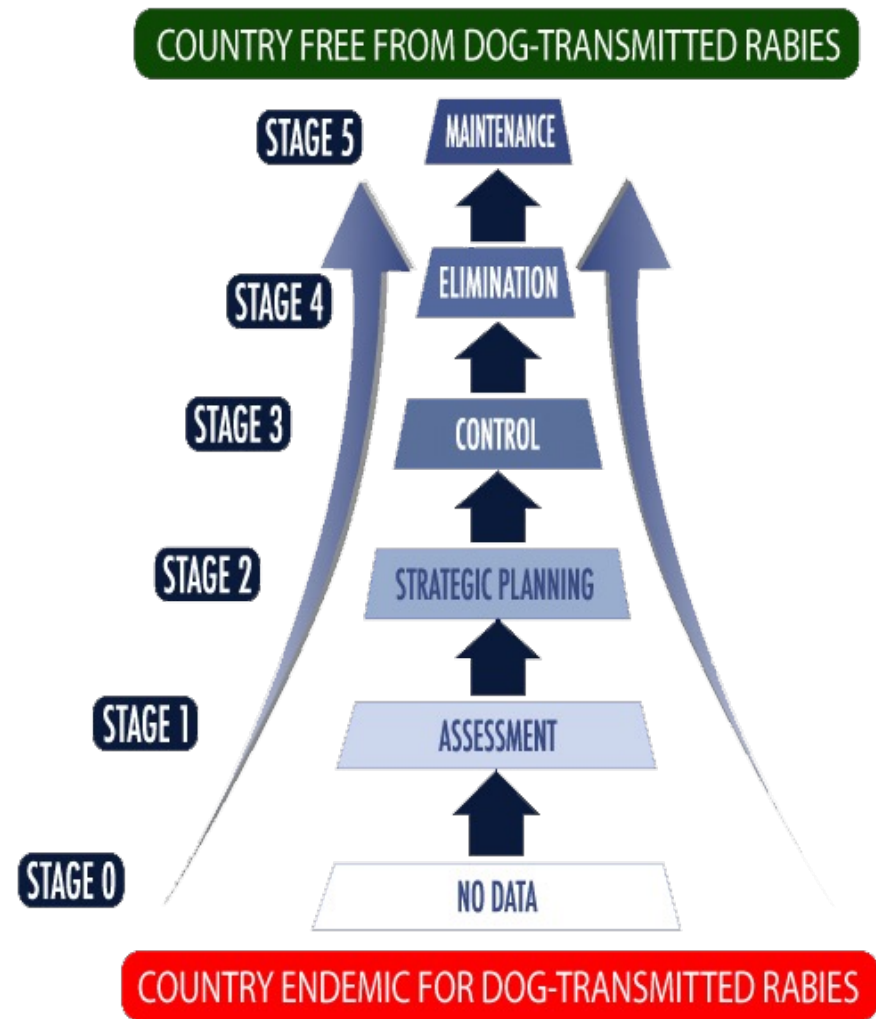 COUNTRY FREE FROM DOG-TRANSMITTED RABIES
STAGE 5
MAINTENANCE
STAGE 4
ELIMINATION
STAGE 3
CONTROL
STAGE 2
STRATEGIC PLANNING
STAGE 1
ASSESSMENT
STAGE 0
NO DATA
COUNTRY ENDEMIC FOR DOG-TRANSMITTED RABIES